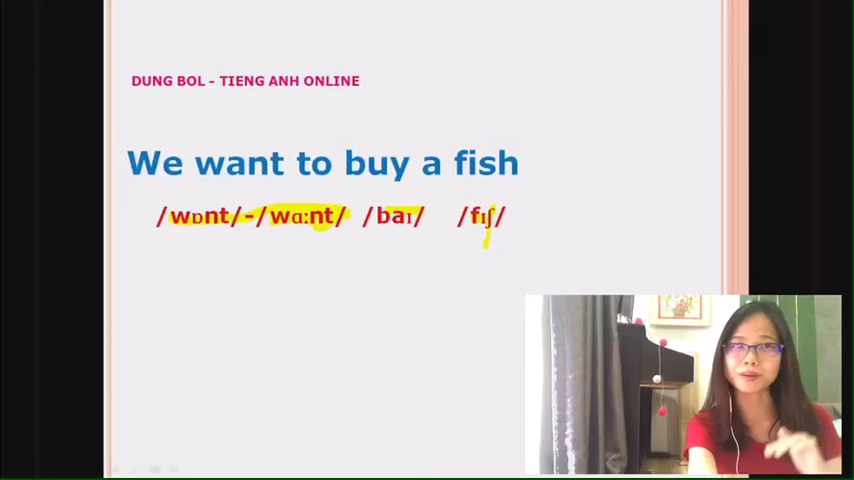 DUNG BOL - TIENG ANH ONLINE
We want to buy a fish
/wɒnt/-/wɑːnt/ /baɪ/ /fɪʃ/